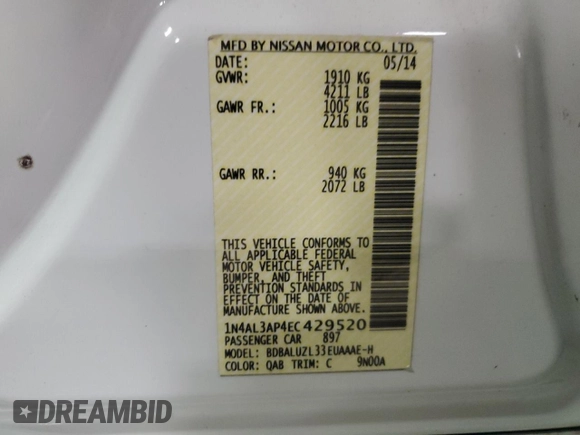 MFD BY NISSAN MOTOR CO., LTD.
DATE: 05/14
GVWR: 1910 KG
4211 LB
GAWR FR.: 1005 KG
2216 LB
GAWR RR.: 940 KG
2072 LB
THIS VEHICLE CONFORMS TO
ALL APPLICABLE FEDERAL
MOTOR VEHICLE SAFETY,
BUMPER, AND THEFT
PREVENTION STANDARDS IN
EFFECT ON THE DATE OF
MANUFACTURE SHOWN ABOVE.
1N4AL3AP4EC429520
PASSENGER CAR 897
MODEL: BDBALUZL33EUAAAE-H
COLOR: QAB TRIM: C 9N00A
DREAMBID